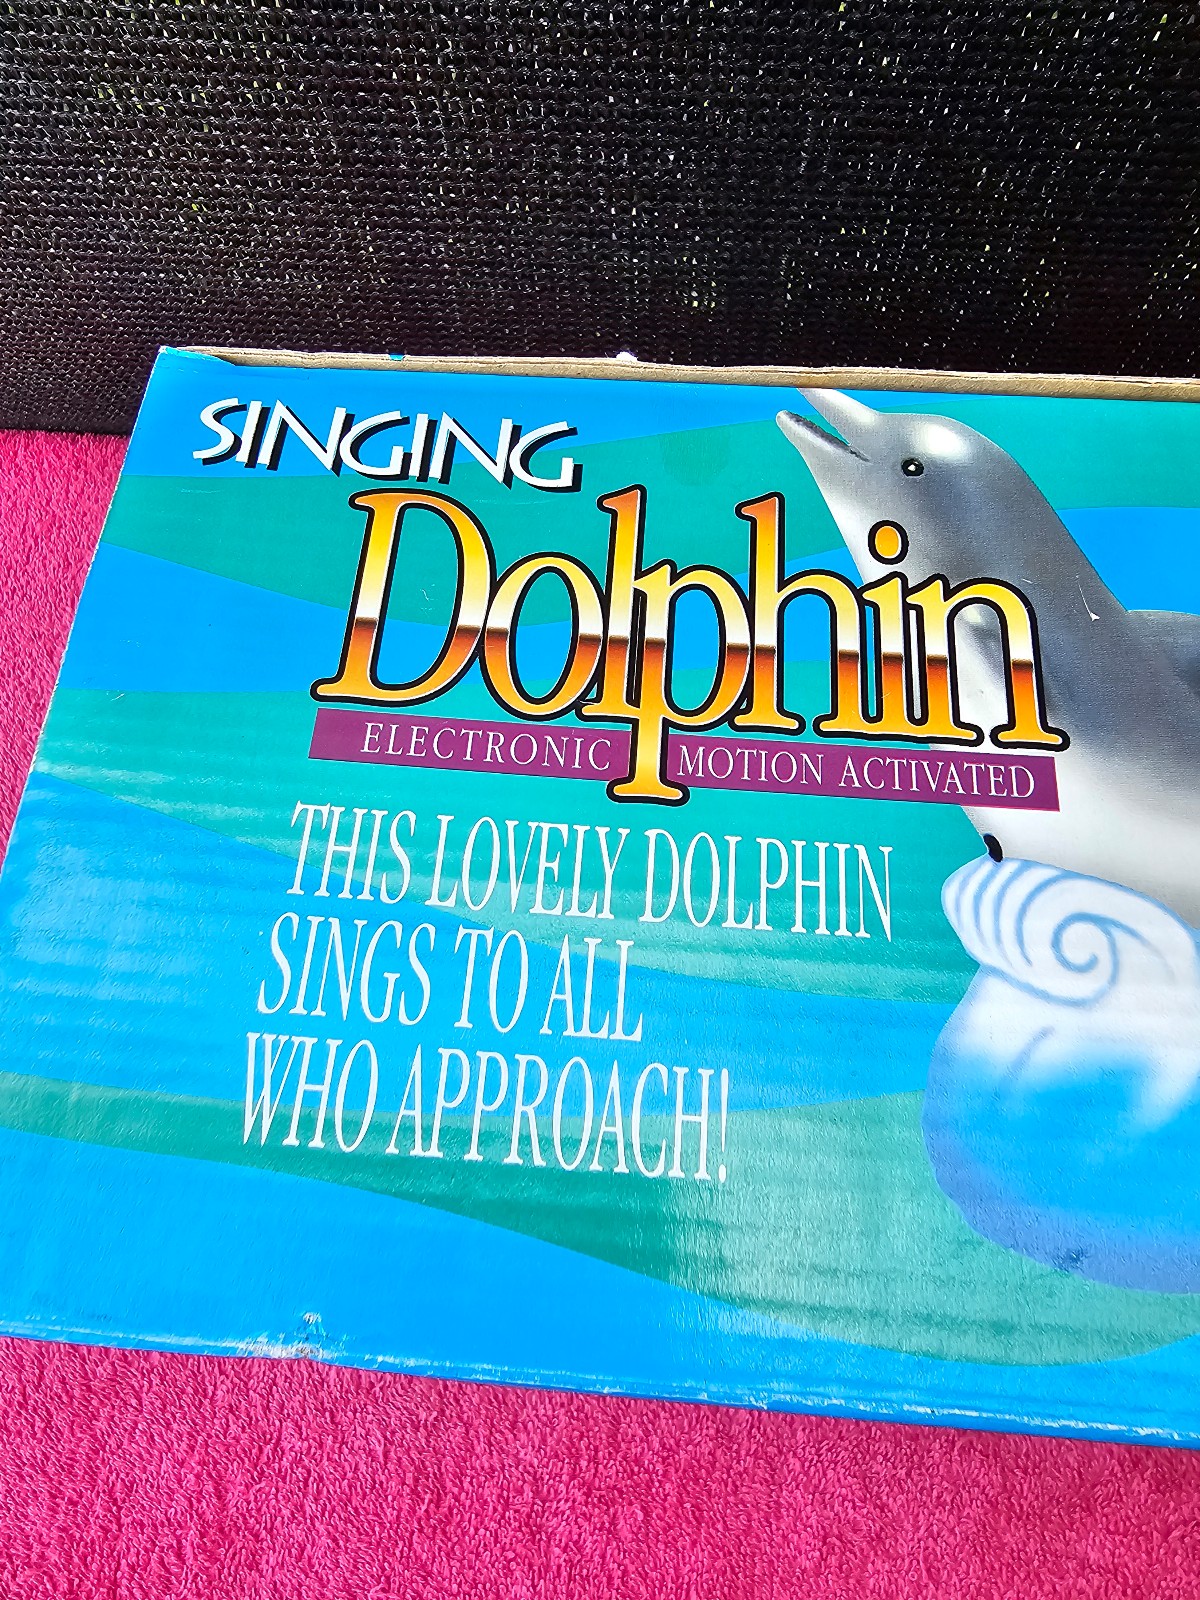 SINGING
Dolphin
ELECTRONIC MOTION ACTIVATED
THIS LOVELY DOLPHIN
SINGS TO ALL
WHO APPROACH!